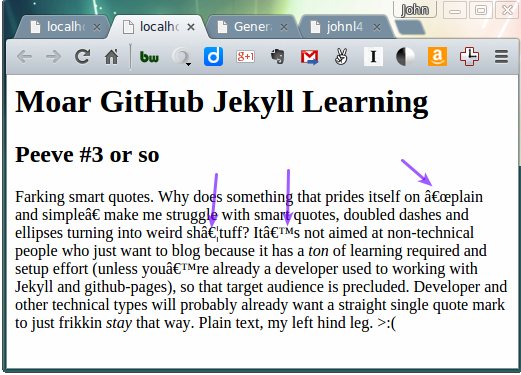 John
localhc
localhc
Genera
johnl4
bw
d
g+1
M
I
a
Moar GitHub Jekyll Learning
Peeve #3 or so
Farking smart quotes. Why does something that prides itself on â€œplain
and simpleâ€ make me struggle with smart quotes, doubled dashes and
ellipses turning into weird shâ€¦tuff? Itâ€™s not aimed at non-technical
people who just want to blog because it has a ton of learning required and
setup effort (unless youâ€™re already a developer used to working with
Jekyll and github-pages), so that target audience is precluded. Developer and
other technical types will probably already want a straight single quote mark
to just frikkin stay that way. Plain text, my left hind leg. >:(